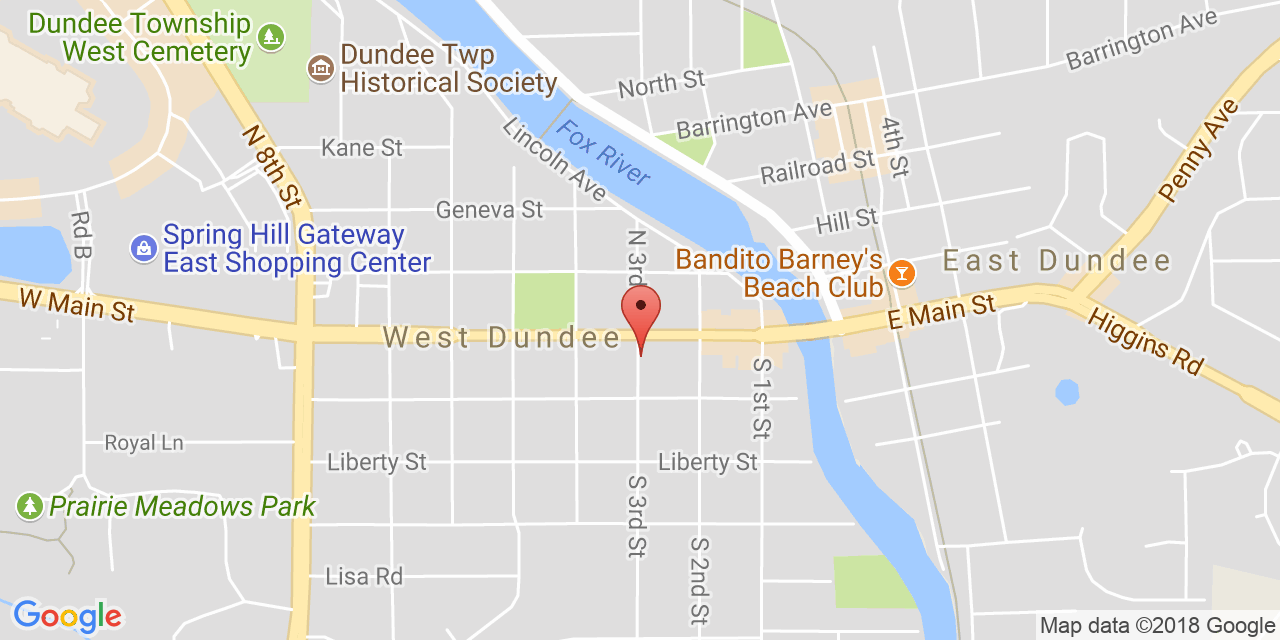 Dundee Township
West Cemetery
Dundee Twp
Historical Society
North St
Barrington Ave
Barrington Ave
Penny Ave
4th St
Railroad St
Hill St
Fox River
Lincoln Ave
N 8th St
Kane St
Geneva St
Rd B
Spring Hill Gateway
East Shopping Center
N 3rd
Bandito Barney's
Beach Club
East Dundee
W Main St
West Dundee
E Main St
Higgins Rd
S 1st St
Royal Ln
Liberty St
Liberty St
Prairie Meadows Park
S 3rd St
S 2nd St
Lisa Rd
Google
Map data ©2018 Google